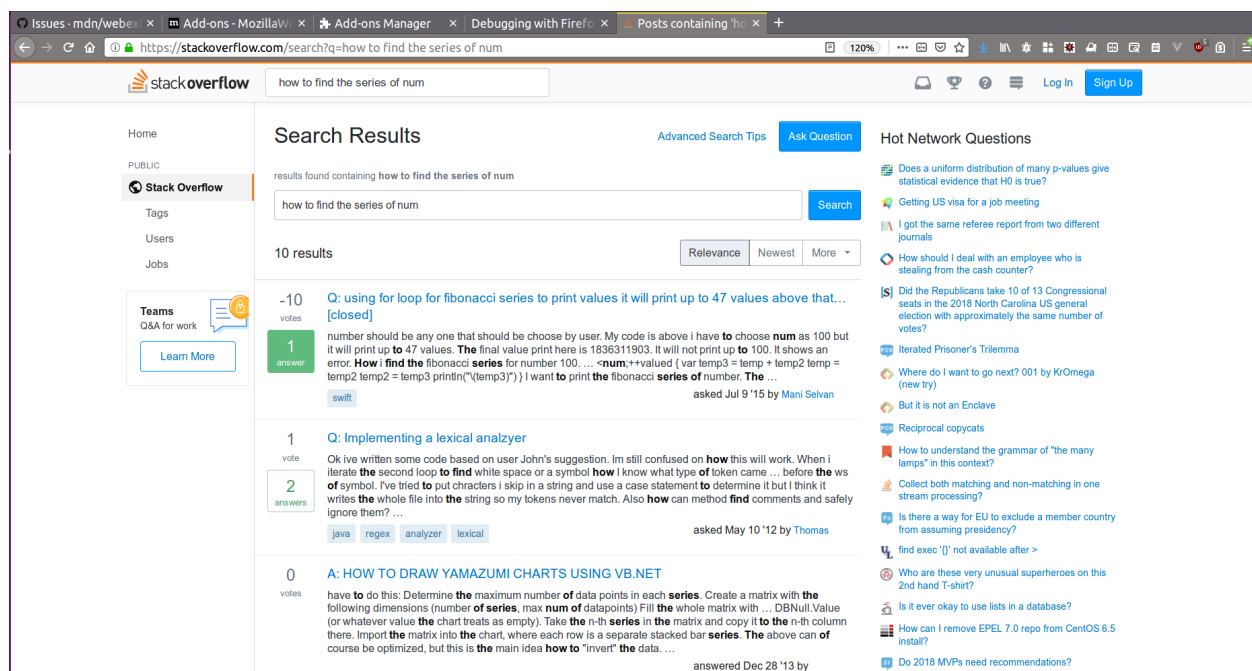 Issues · mdn/webex
Add-ons - MozillaW
Add-ons Manager
Debugging with Firefo
Posts containing 'ho
https://stackoverflow.com/search?q=how to find the series of num
120%
stackoverflow
how to find the series of num
Log In
Sign Up
Home
PUBLIC
Stack Overflow
Tags
Users
Jobs
Teams
Q&A for work
Learn More
Search Results
Advanced Search Tips
Ask Question
results found containing how to find the series of num
how to find the series of num
Search
10 results
Relevance
Newest
More
-10
votes
1
answer
Q: using for loop for fibonacci series to print values it will print up to 47 values above that…
[closed]
number should be any one that should be choose by user. My code is above i have to choose num as 100 but
it will print up to 47 values. The final value print here is 1836311903. It will not print up to 100. It shows an
error. How i find the fibonacci series for number 100. … <num;++valued { var temp3 = temp + temp2 temp =
temp2 temp2 = temp3 println("\(temp3)") } I want to print the fibonacci series of number. The …
swift
asked Jul 9 '15 by Mani Selvan
1
vote
2
answers
Q: Implementing a lexical analzyer
Ok ive written some code based on user John's suggestion. Im still confused on how this will work. When i
iterate the second loop to find white space or a symbol how I know what type of token came … before the ws
of symbol. I've tried to put chracters i skip in a string and use a case statement to determine it but I think it
writes the whole file into the string so my tokens never match. Also how can method find comments and safely
ignore them? …
java
regex
analyzer
lexical
asked May 10 '12 by Thomas
0
votes
A: HOW TO DRAW YAMAZUMI CHARTS USING VB.NET
have to do this: Determine the maximum number of data points in each series. Create a matrix with the
following dimensions (number of series, max num of datapoints) Fill the whole matrix with … DBNull.Value
(or whatever value the chart treats as empty). Take the n-th series in the matrix and copy it to the n-th column
there. Import the matrix into the chart, where each row is a separate stacked bar series. The above can of
course be optimized, but this is the main idea how to "invert" the data. …
answered Dec 28 '13 by
Hot Network Questions
Does a uniform distribution of many p-values give
statistical evidence that H0 is true?
Getting US visa for a job meeting
I got the same referee report from two different
journals
How should I deal with an employee who is
stealing from the cash counter?
Did the Republicans take 10 of 13 Congressional
seats in the 2018 North Carolina US general
election with approximately the same number of
votes?
Iterated Prisoner's Trilemma
Where do I want to go next? 001 by KrOmega
(new try)
But it is not an Enclave
Reciprocal copycats
How to understand the grammar of "the many
lamps" in this context?
Collect both matching and non-matching in one
stream processing?
Is there a way for EU to exclude a member country
from assuming presidency?
find exec '{}' not available after >
Who are these very unusual superheroes on this
2nd hand T-shirt?
Is it ever okay to use lists in a database?
How can I remove EPEL 7.0 repo from CentOS 6.5
install?
Do 2018 MVPs need recommendations?